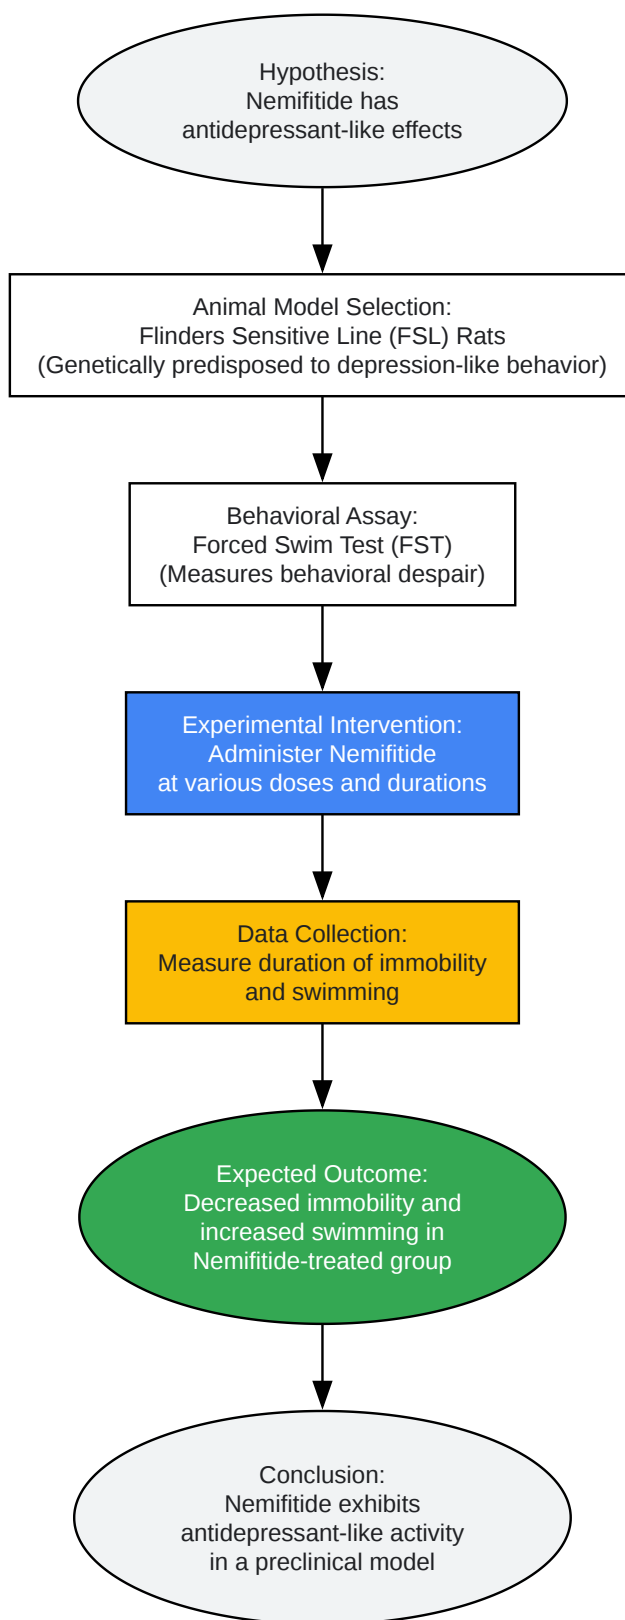 Hypothesis:
Nemifitide has
antidepressant-like effects
Animal Model Selection:
Flinders Sensitive Line (FSL) Rats
(Genetically predisposed to depression-like behavior)
Behavioral Assay:
Forced Swim Test (FST)
(Measures behavioral despair)
Experimental Intervention:
Administer Nemifitide
at various doses and durations
Data Collection:
Measure duration of immobility
and swimming
Expected Outcome:
Decreased immobility and
increased swimming in
Nemifitide-treated group
Conclusion:
Nemifitide exhibits
antidepressant-like activity
in a preclinical model